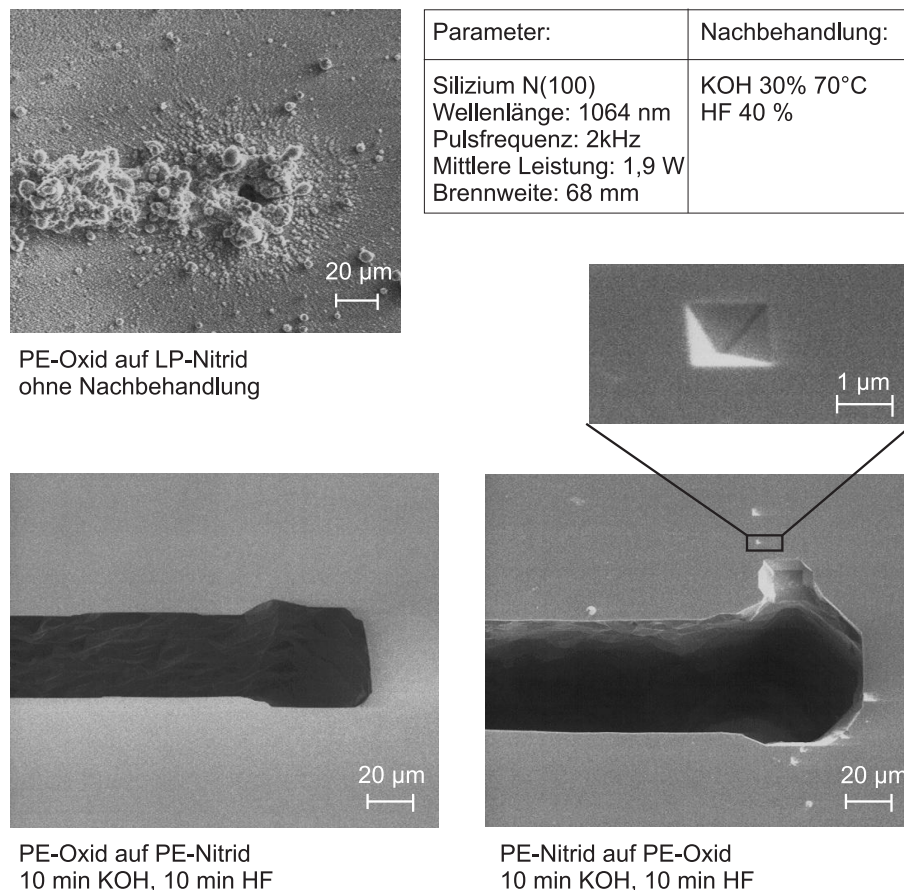 Parameter:
Nachbehandlung:
Silizium N(100)
Wellenlänge: 1064 nm
Pulsfrequenz: 2kHz
Mittlere Leistung: 1,9 W
Brennweite: 68 mm
KOH 30% 70°C
HF 40 %
20 µm
PE-Oxid auf LP-Nitrid
ohne Nachbehandlung
1 µm
20 µm
PE-Oxid auf PE-Nitrid
10 min KOH, 10 min HF
20 µm
PE-Nitrid auf PE-Oxid
10 min KOH, 10 min HF